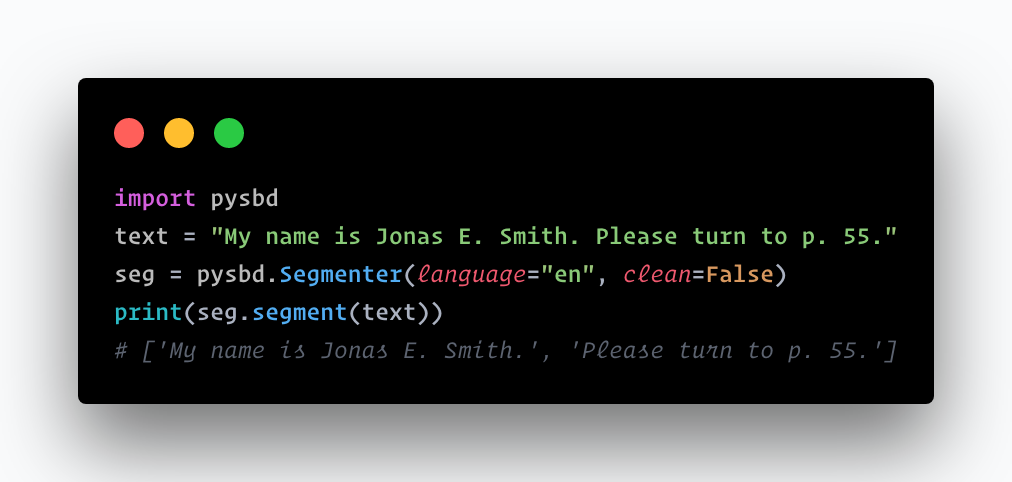 import pysbd
text = "My name is Jonas E. Smith. Please turn to p. 55."
seg = pysbd.Segmenter(language="en", clean=False)
print(seg.segment(text))
# ['My name is Jonas E. Smith.', 'Please turn to p. 55.']